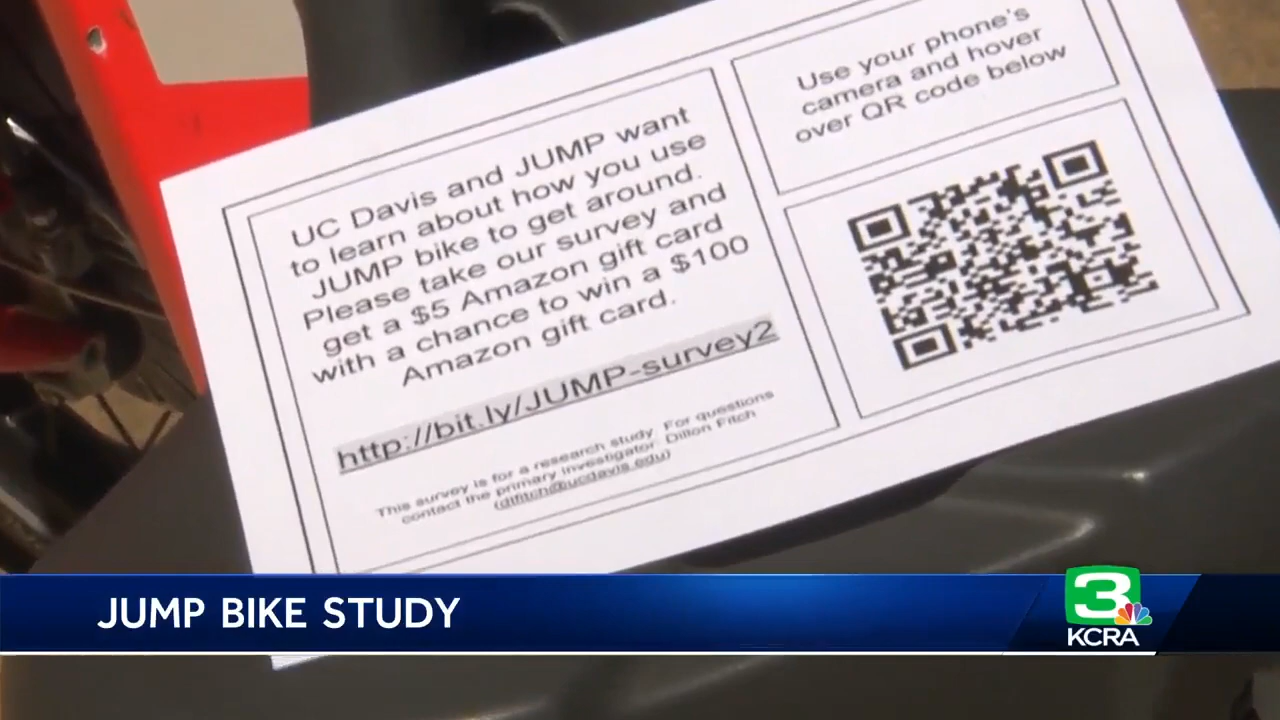 UC Davis and JUMP want
to learn about how you use
JUMP bike to get around.
Please take our survey and
get a $5 Amazon gift card
with a chance to win a $100
Amazon gift card.
http://bit.ly/JUMP-survey2
This survey is for a research study. For questions
contact the primary investigator: Dillon Fitch
(dtfitch@ucdavis.edu)
Use your phone's
camera and hover
over QR code below
JUMP BIKE STUDY
3
KCRA